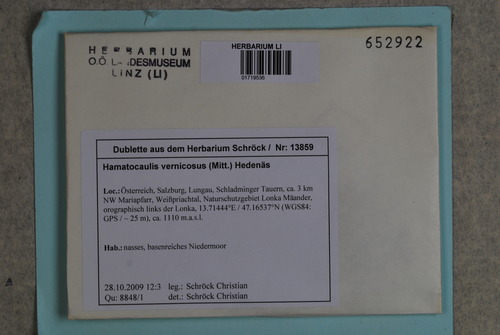 HERBARIUM
O.Ö. LANDESMUSEUM
LINZ (LI)
HERBARIUM LI
01719536
652922
Dublette aus dem Herbarium Schröck / Nr: 13859
Hamatocaulis vernicosus (Mitt.) Hedenäs
Loc.: Österreich, Salzburg, Lungau, Schladminger Tauern, ca. 3 km
NW Mariapfarr, Weißpriachtal, Naturschutzgebiet Lonka Mäander,
orographisch links der Lonka, 13.71444°E / 47.16537°N (WGS84:
GPS / ~ 25 m), ca. 1110 m.a.s.l.
Hab.: nasses, basenreiches Niedermoor
28.10.2009 12:3 leg.: Schröck Christian
Qu: 8848/1 det.: Schröck Christian